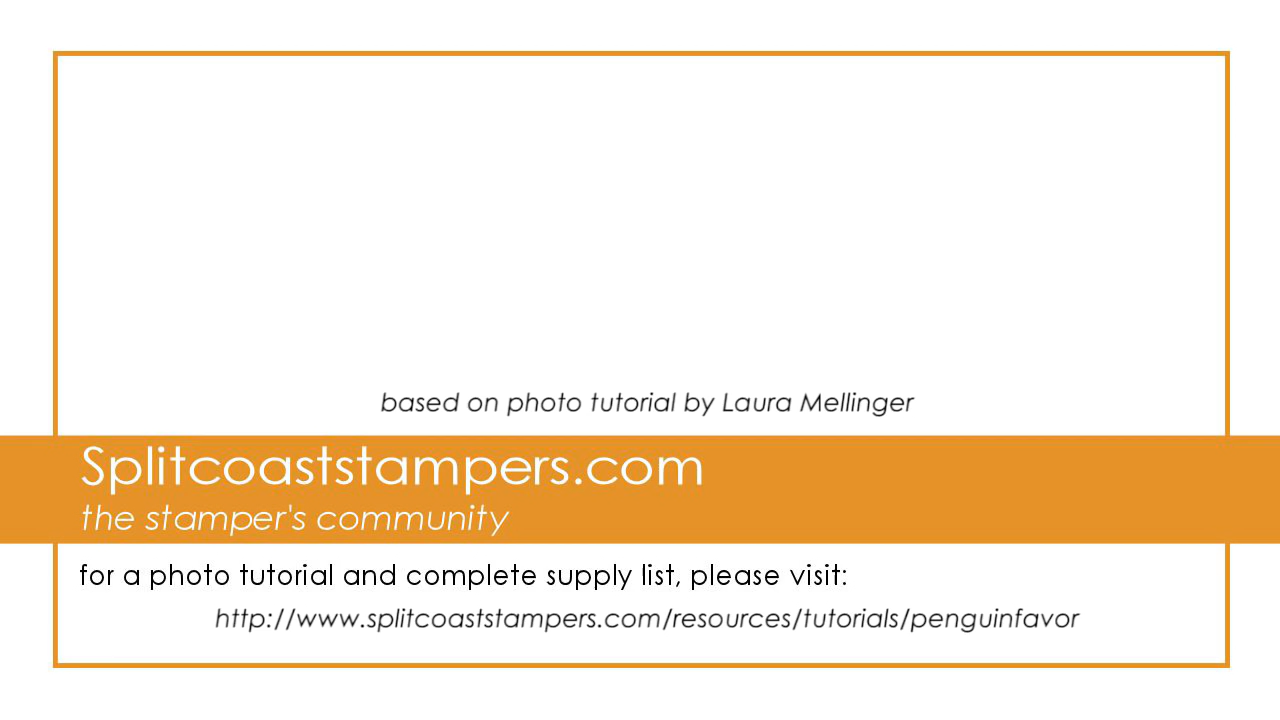 based on photo tutorial by Laura Mellinger
Splitcoaststampers.com
the stamper's community
for a photo tutorial and complete supply list, please visit:
http://www.splitcoaststampers.com/resources/tutorials/penguinfavor